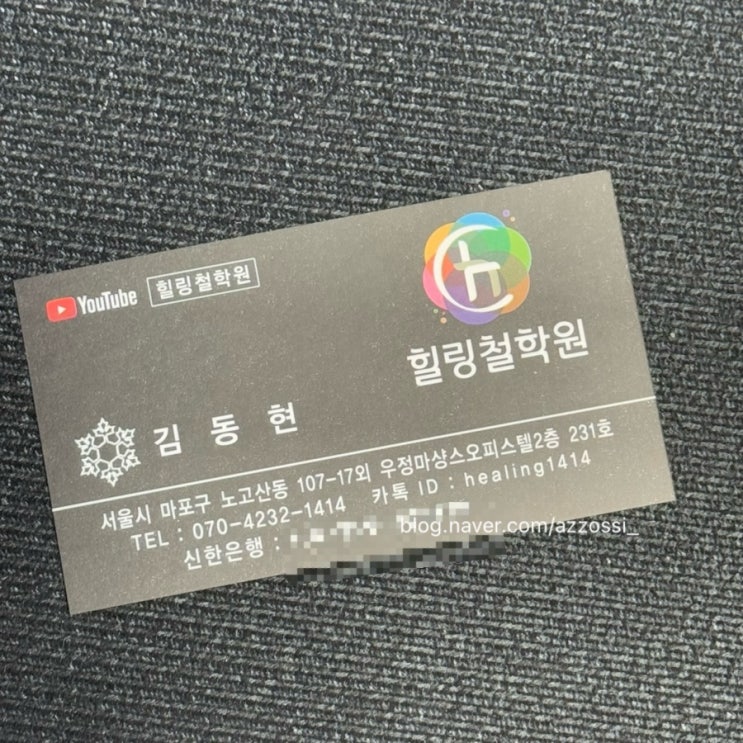 YouTube 힐링철학원
힐링철학원
김 동 현
서울시 마포구 노고산동 107-17외 우정마샹스오피스텔2층 231호
TEL : 070-4232-1414 카톡 ID : healing1414
신한은행 :
blog.naver.com/azzossi_